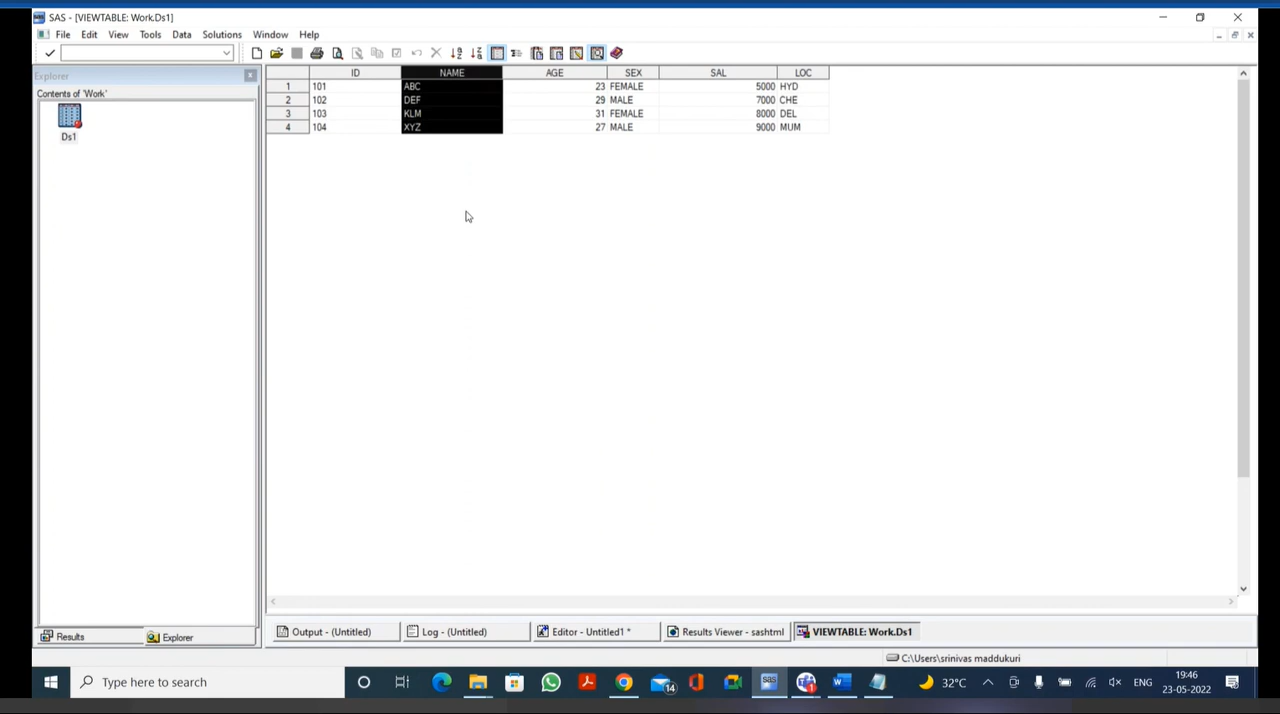 SAS - [VIEWTABLE: Work.Ds1]
File Edit View Tools Data Solutions Window Help
Explorer
Contents of 'Work'
Ds1
ID NAME AGE SEX SAL LOC
1 101 ABC 23 FEMALE 5000 HYD
2 102 DEF 29 MALE 7000 CHE
3 103 KLM 31 FEMALE 8000 DEL
4 104 XYZ 27 MALE 9000 MUM
Results Explorer
Output - (Untitled) Log - (Untitled) Editor - Untitled1 * Results Viewer - sashtml VIEWTABLE: Work.Ds1
C:\Users\srinivas maddukuri
Type here to search
14
sas
32°C ENG
19:46
23-05-2022